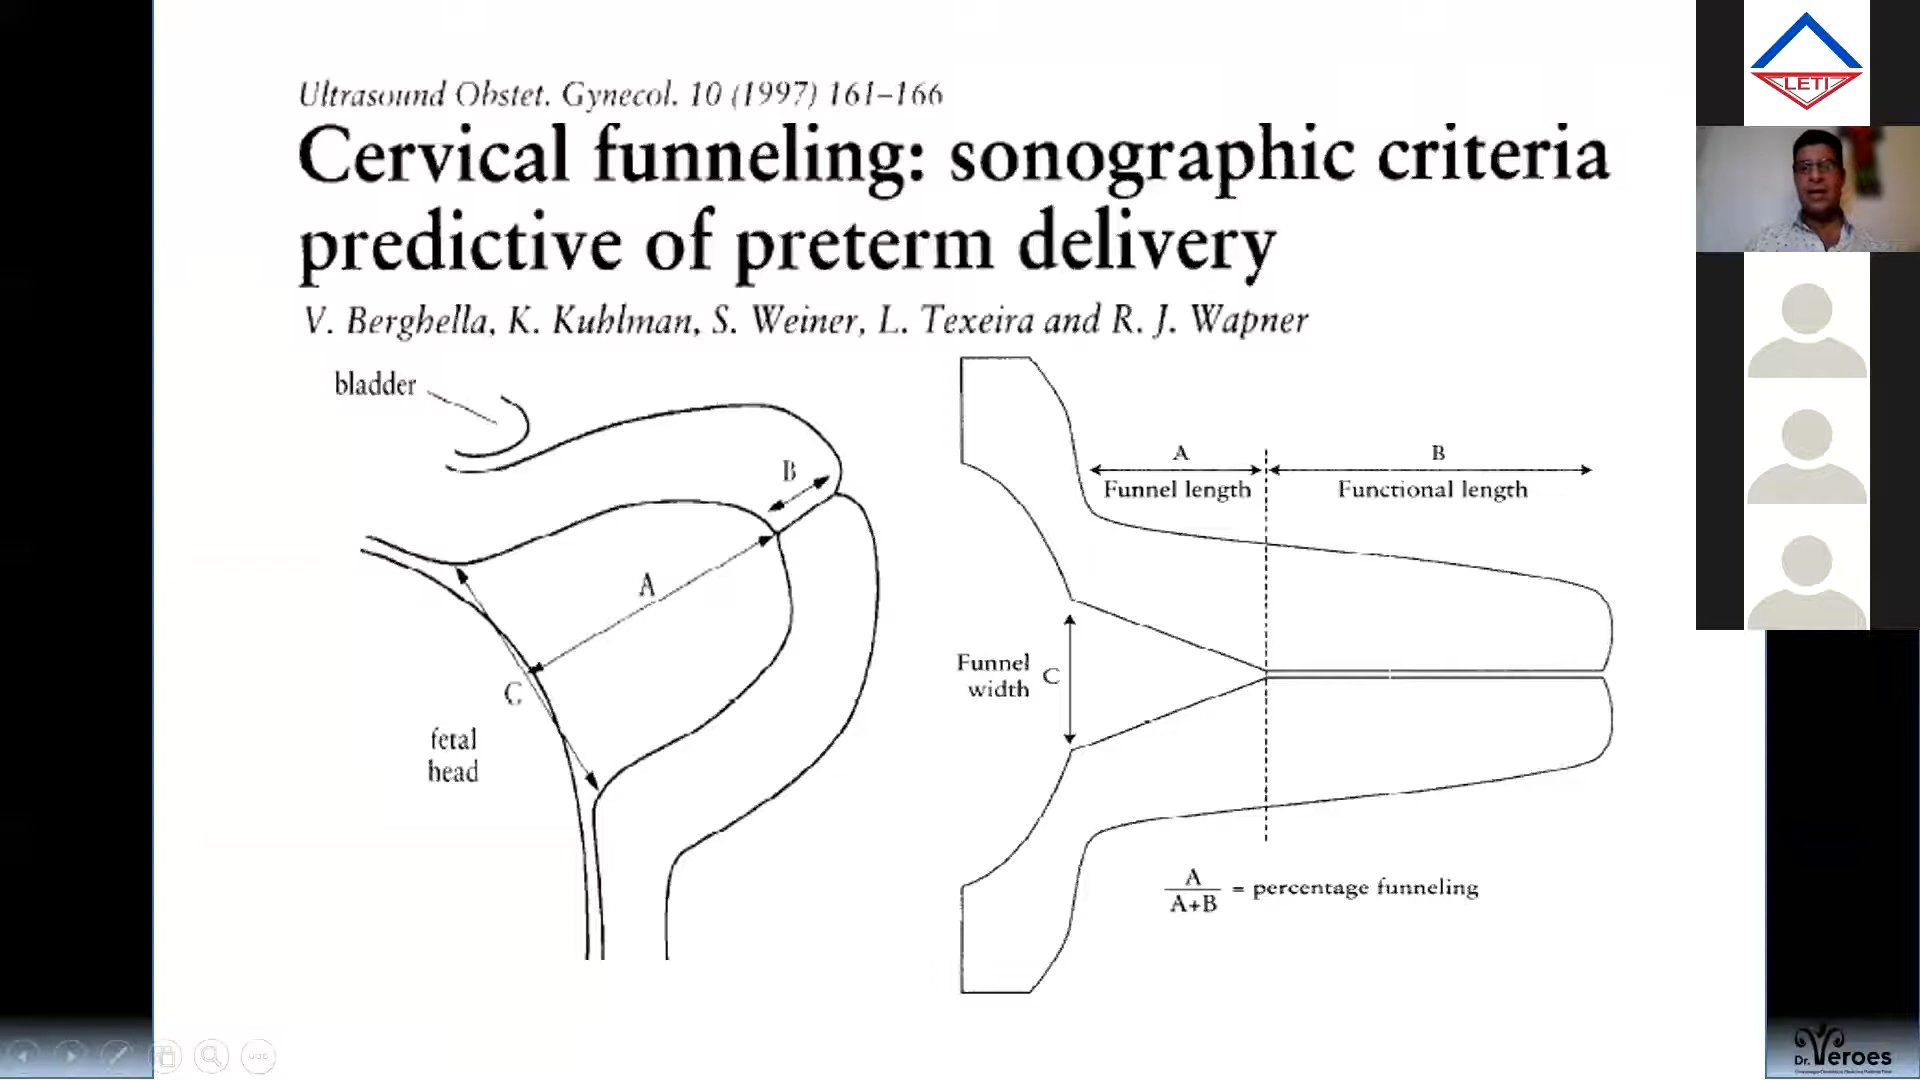 Ultrasound Obstet. Gynecol. 10 (1997) 161–166
Cervical funneling: sonographic criteria
predictive of preterm delivery
V. Berghella, K. Kuhlman, S. Weiner, L. Texeira and R. J. Wapner
bladder
B
A
C
fetal
head
A
B
Funnel length
Functional length
Funnel
width
C
A
A+B
= percentage funneling
LETI
Dr. Veroes